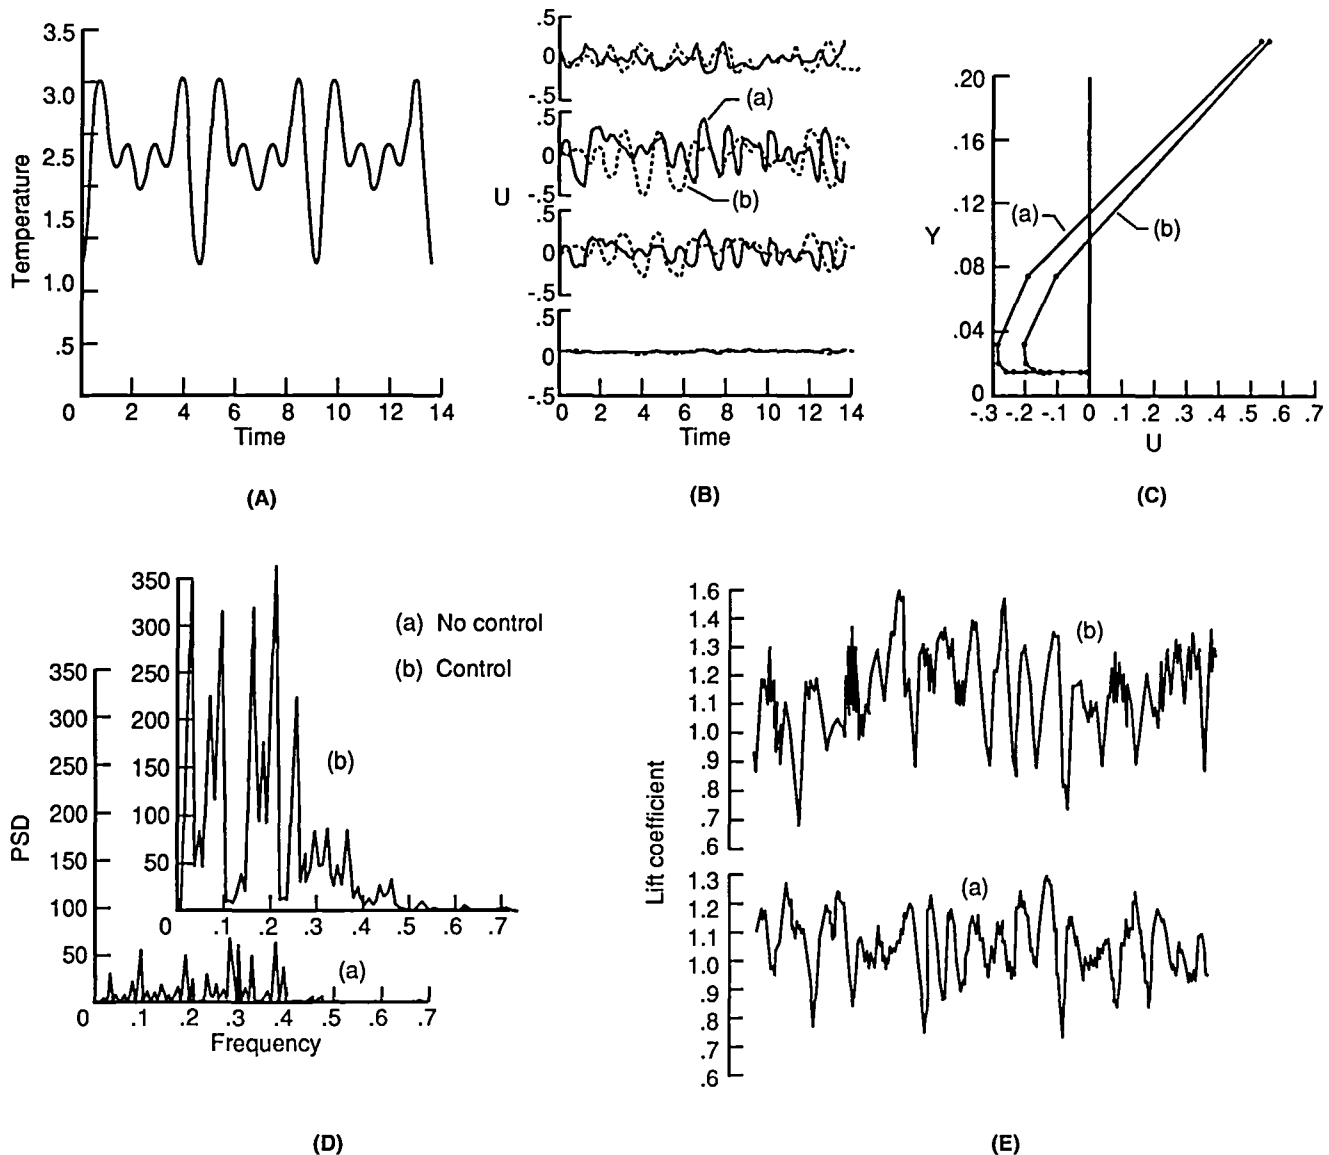 3.5
3.0
2.5
1.5
1.0
.5
0 2 4 6 8 10 12 14
Temperature
Time
(A)
.5
0
-.5
.5
0
-.5
.5
0
-.5
.5
0
-.5
(a)
(b)
U
0 2 4 6 8 10 12 14
Time
(B)
.20
.16
.12
.08
.04
0
Y
(a)
(b)
-.3 -.2 -.1 0 .1 .2 .3 .4 .5 .6 .7
U
(C)
350
300
250
200
150
100
50
0 .1 .2 .3 .4 .5 .6 .7
(a) No control
(b) Control
(b)
350
300
250
200
150
100
50
PSD
(a)
0 .1 .2 .3 .4 .5 .6 .7
Frequency
(D)
1.6
1.4
1.3
1.2
1.1
1.0
.9
.8
.7
.6
(b)
Lift coefficient
1.3
1.2
1.1
1.0
.9
.8
.7
.6
(a)
(E)